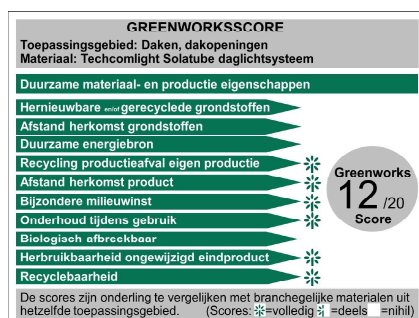 GREENWORKSSCORE
Toepassingsgebied: Daken, dakopeningen
Materiaal: Techcomlight Solatube daglichtsysteem
Duurzame materiaal- en productie eigenschappen
Hernieuwbare en/of gerecyclede grondstoffen
Afstand herkomst grondstoffen
Duurzame energiebron
Recycling productieafval eigen productie
Afstand herkomst product
Bijzondere milieuwinst
Onderhoud tijdens gebruik
Biologisch afbreekbaar
Herbruikbaarheid ongewijzigd eindproduct
Recyclebaarheid
Greenworks
12 /20
Score
De scores zijn onderling te vergelijken met branchegelijke materialen uit
hetzelfde toepassingsgebied. (Scores: =volledig =deels =nihil)